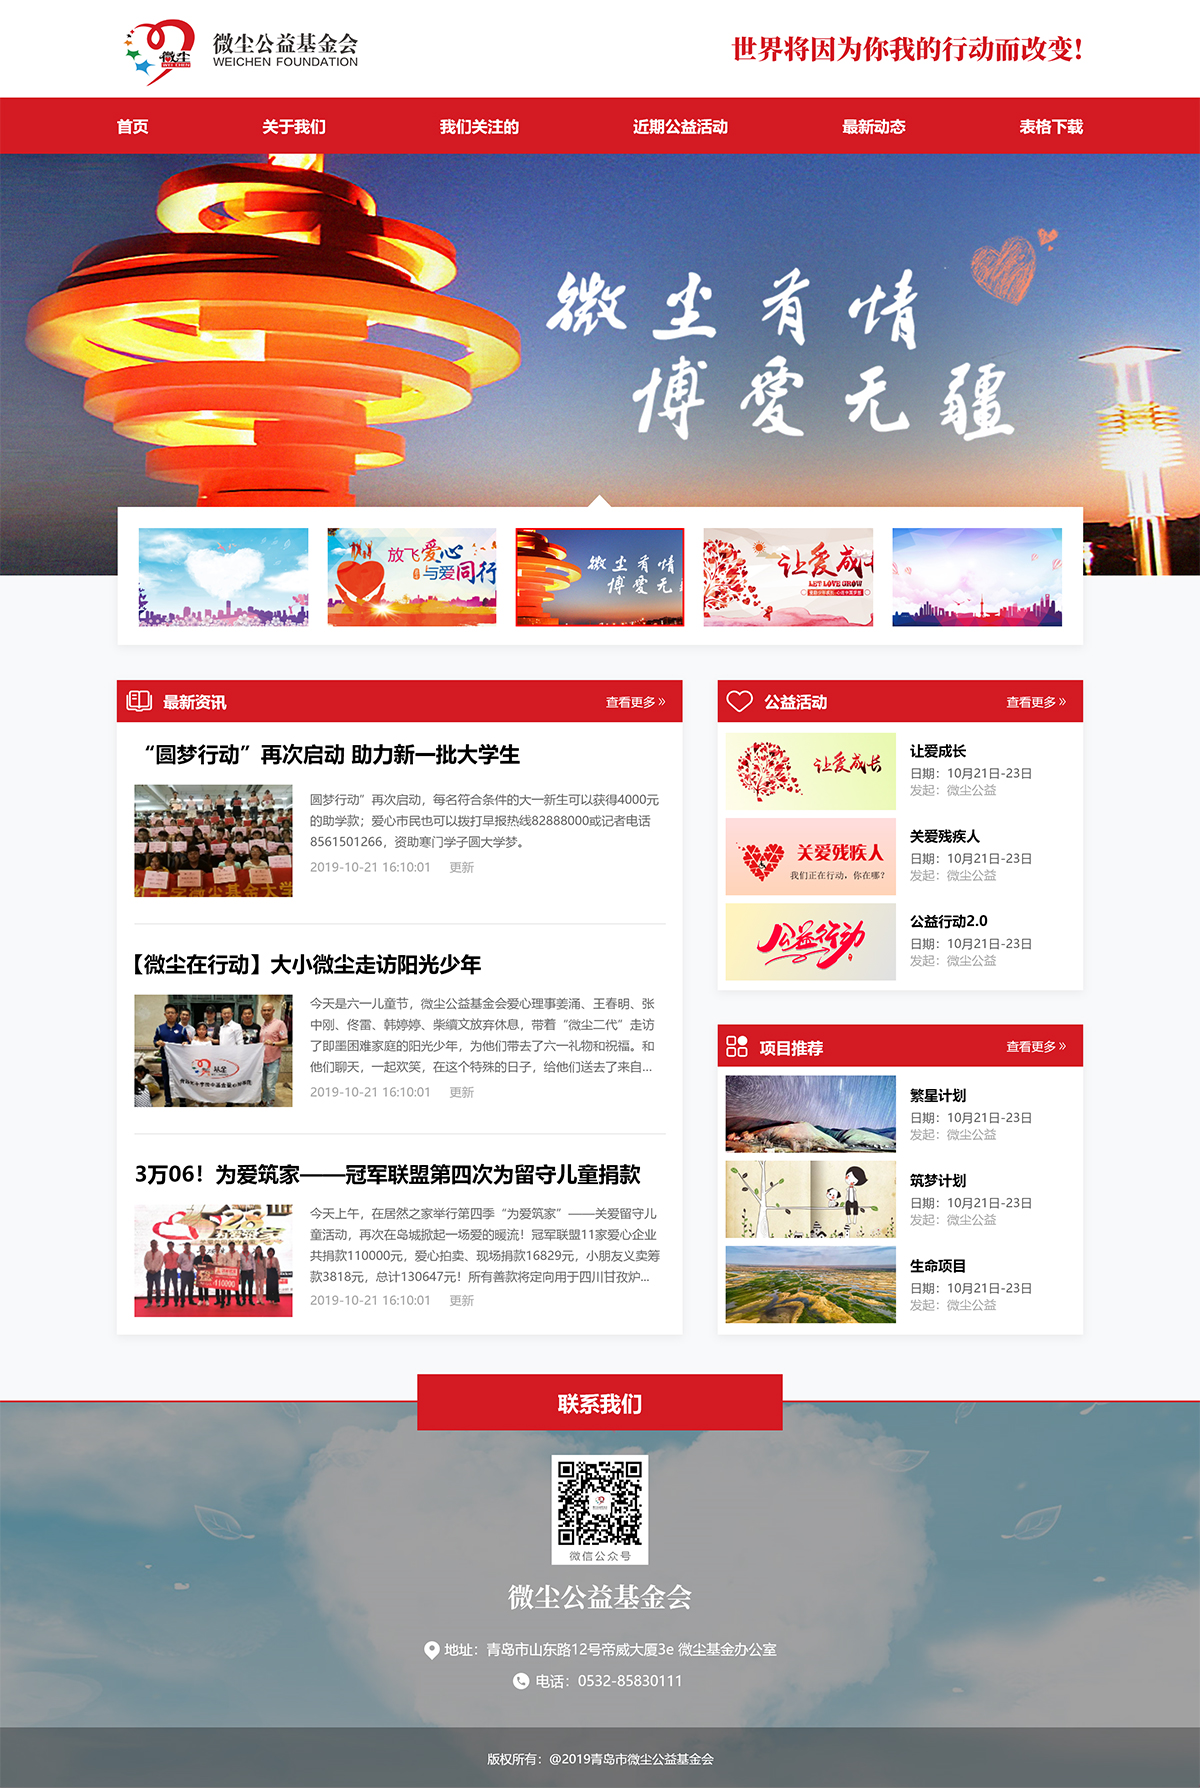 微尘
WEI CHEN
微尘公益基金会
WEICHEN FOUNDATION
世界将因为你我的行动而改变!
首页
关于我们
我们关注的
近期公益活动
最新动态
表格下载
微尘有情
博愛无疆
放飞爱心
与爱同行
微尘有情
博愛无疆
让爱成长
LET LOVE GROW
最新资讯
查看更多 »
“圆梦行动”再次启动 助力新一批大学生
圆梦行动”再次启动，每名符合条件的大一新生可以获得4000元
的助学款；爱心市民也可以拨打早报热线82888000或记者电话
8561501266，资助寒门学子圆大学梦。
2019-10-21 16:10:01 更新
【微尘在行动】大小微尘走访阳光少年
今天是六一儿童节，微尘公益基金会爱心理事姜涌、王春明、张
中刚、佟雷、韩婷婷、柴缜文放弃休息，带着“微尘二代”走访
了即墨困难家庭的阳光少年，为他们带去了六一礼物和祝福。和
他们聊天，一起欢笑，在这个特殊的日子，给他们送去了来自...
2019-10-21 16:10:01 更新
3万06！为爱筑家——冠军联盟第四次为留守儿童捐款
今天上午，在居然之家举行第四季“为爱筑家”——关爱留守儿
童活动，再次在岛城掀起一场爱的暖流！冠军联盟11家爱心企业
共捐款110000元，爱心拍卖、现场捐款16829元，小朋友义卖筹
款3818元，总计130647元！所有善款将定向用于四川甘孜炉...
110000
2019-10-21 16:10:01 更新
公益活动
查看更多 »
让爱成长
让爱成长
日期：10月21日-23日
发起：微尘公益
关爱残疾人
我们正在行动，你在哪？
关爱残疾人
日期：10月21日-23日
发起：微尘公益
公益行动
公益行动2.0
日期：10月21日-23日
发起：微尘公益
项目推荐
查看更多 »
繁星计划
日期：10月21日-23日
发起：微尘公益
筑梦计划
日期：10月21日-23日
发起：微尘公益
生命项目
日期：10月21日-23日
发起：微尘公益
联系我们
微信公众号
微尘公益基金会
地址：青岛市山东路12号帝威大厦3e 微尘基金办公室
电话：0532-85830111
版权所有：@2019青岛市微尘公益基金会